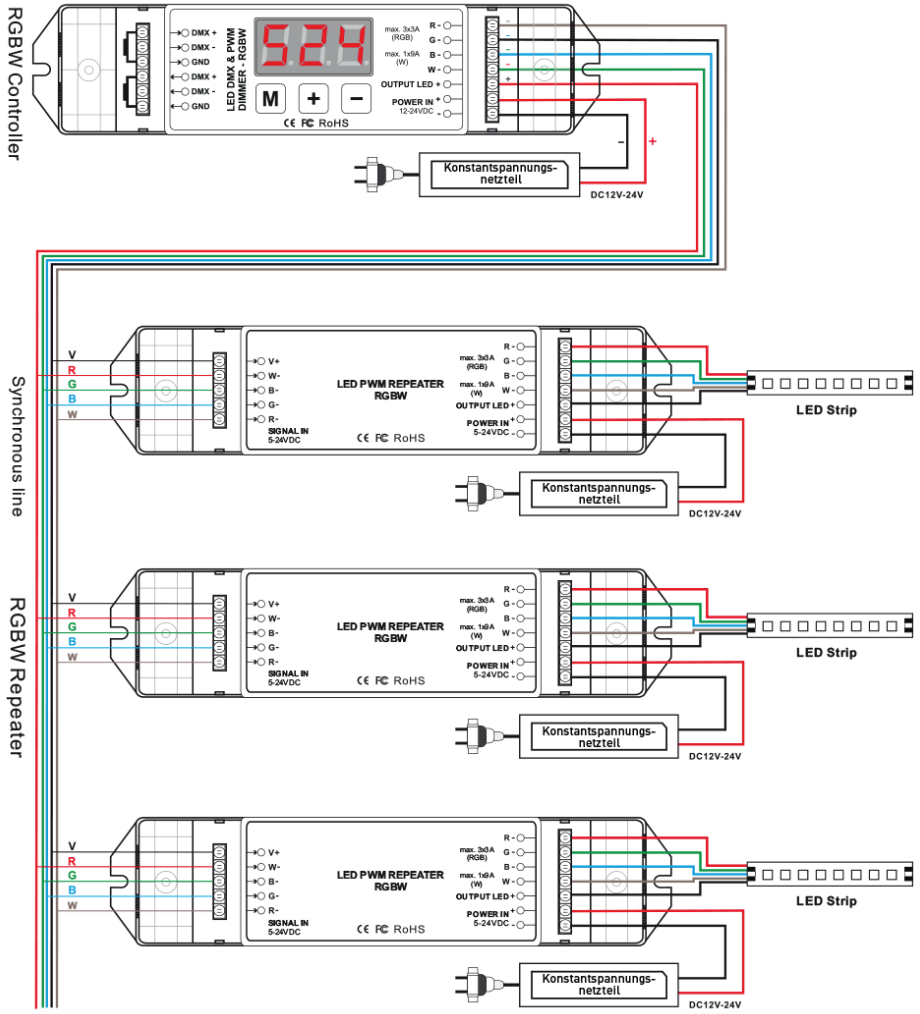 RGBW Controller
DMX +
DMX -
GND
DMX +
DMX -
GND
LED DMX & PWM
DIMMER - RGBW
524
M
+
-
CE FC RoHS
max. 3x3A
(RGB)
max. 1x9A
(W)
R -
G -
B -
W -
OUTPUT LED +
POWER IN +
12-24VDC -
-
-
-
+
-
+
Konstantspannungs-
netzteil
DC12V-24V
Synchronous line
RGBW Repeater
V
R
G
B
W
V+
W-
B-
G-
R-
SIGNAL IN
5-24VDC
LED PWM REPEATER
RGBW
CE FC RoHS
max. 3x3A
(RGB)
max. 1x9A
(W)
R -
G -
B -
W -
OUTPUT LED +
POWER IN +
5-24VDC -
LED Strip
Konstantspannungs-
netzteil
DC12V-24V
V
R
G
B
W
V+
W-
B-
G-
R-
SIGNAL IN
5-24VDC
LED PWM REPEATER
RGBW
CE FC RoHS
max. 3x3A
(RGB)
max. 1x9A
(W)
R -
G -
B -
W -
OUTPUT LED +
POWER IN +
5-24VDC -
LED Strip
Konstantspannungs-
netzteil
DC12V-24V
V
R
G
B
W
V+
W-
B-
G-
R-
SIGNAL IN
5-24VDC
LED PWM REPEATER
RGBW
CE FC RoHS
max. 3x3A
(RGB)
max. 1x9A
(W)
R -
G -
B -
W -
OUTPUT LED +
POWER IN +
5-24VDC -
LED Strip
Konstantspannungs-
netzteil
DC12V-24V